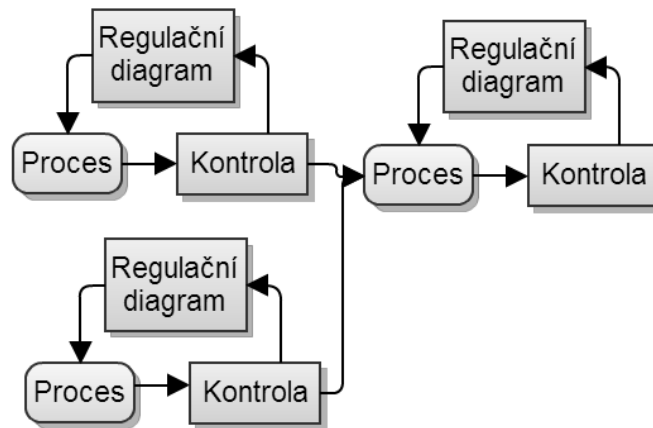 Regulační
diagram
Proces
Kontrola
Regulační
diagram
Proces
Kontrola
Regulační
diagram
Proces
Kontrola